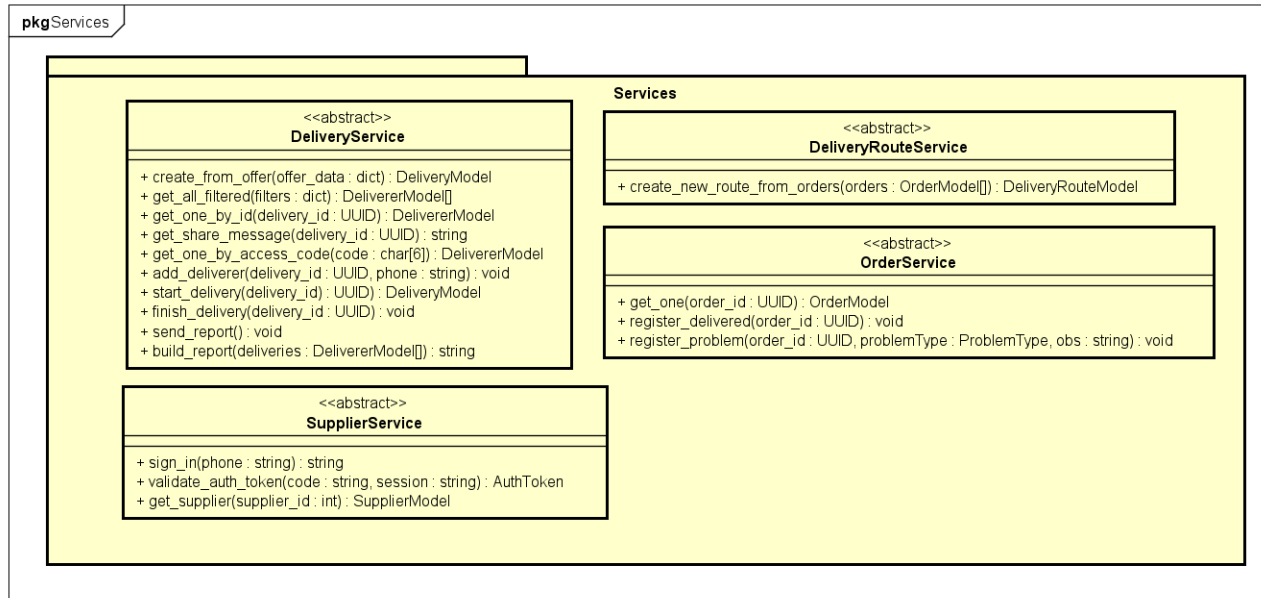 pkgServices
Services
<<abstract>>
DeliveryService
+ create_from_offer(offer_data : dict) : DeliveryModel
+ get_all_filtered(filters : dict) : DelivererModel[]
+ get_one_by_id(delivery_id : UUID) : DelivererModel
+ get_share_message(delivery_id : UUID) : string
+ get_one_by_access_code(code : char[6]) : DelivererModel
+ add_deliverer(delivery_id : UUID, phone : string) : void
+ start_delivery(delivery_id) : UUID) : DeliveryModel
+ finish_delivery(delivery_id : UUID) : void
+ send_report() : void
+ build_report(deliveries : DelivererModel[]) : string
<<abstract>>
DeliveryRouteService
+ create_new_route_from_orders(orders : OrderModel[]) : DeliveryRouteModel
<<abstract>>
OrderService
+ get_one(order_id : UUID) : OrderModel
+ register_delivered(order_id : UUID) : void
+ register_problem(order_id : UUID, problemType : ProblemType, obs : string) : void
<<abstract>>
SupplierService
+ sign_in(phone : string) : string
+ validate_auth_token(code : string, session : string) : AuthToken
+ get_supplier(supplier_id : int) : SupplierModel